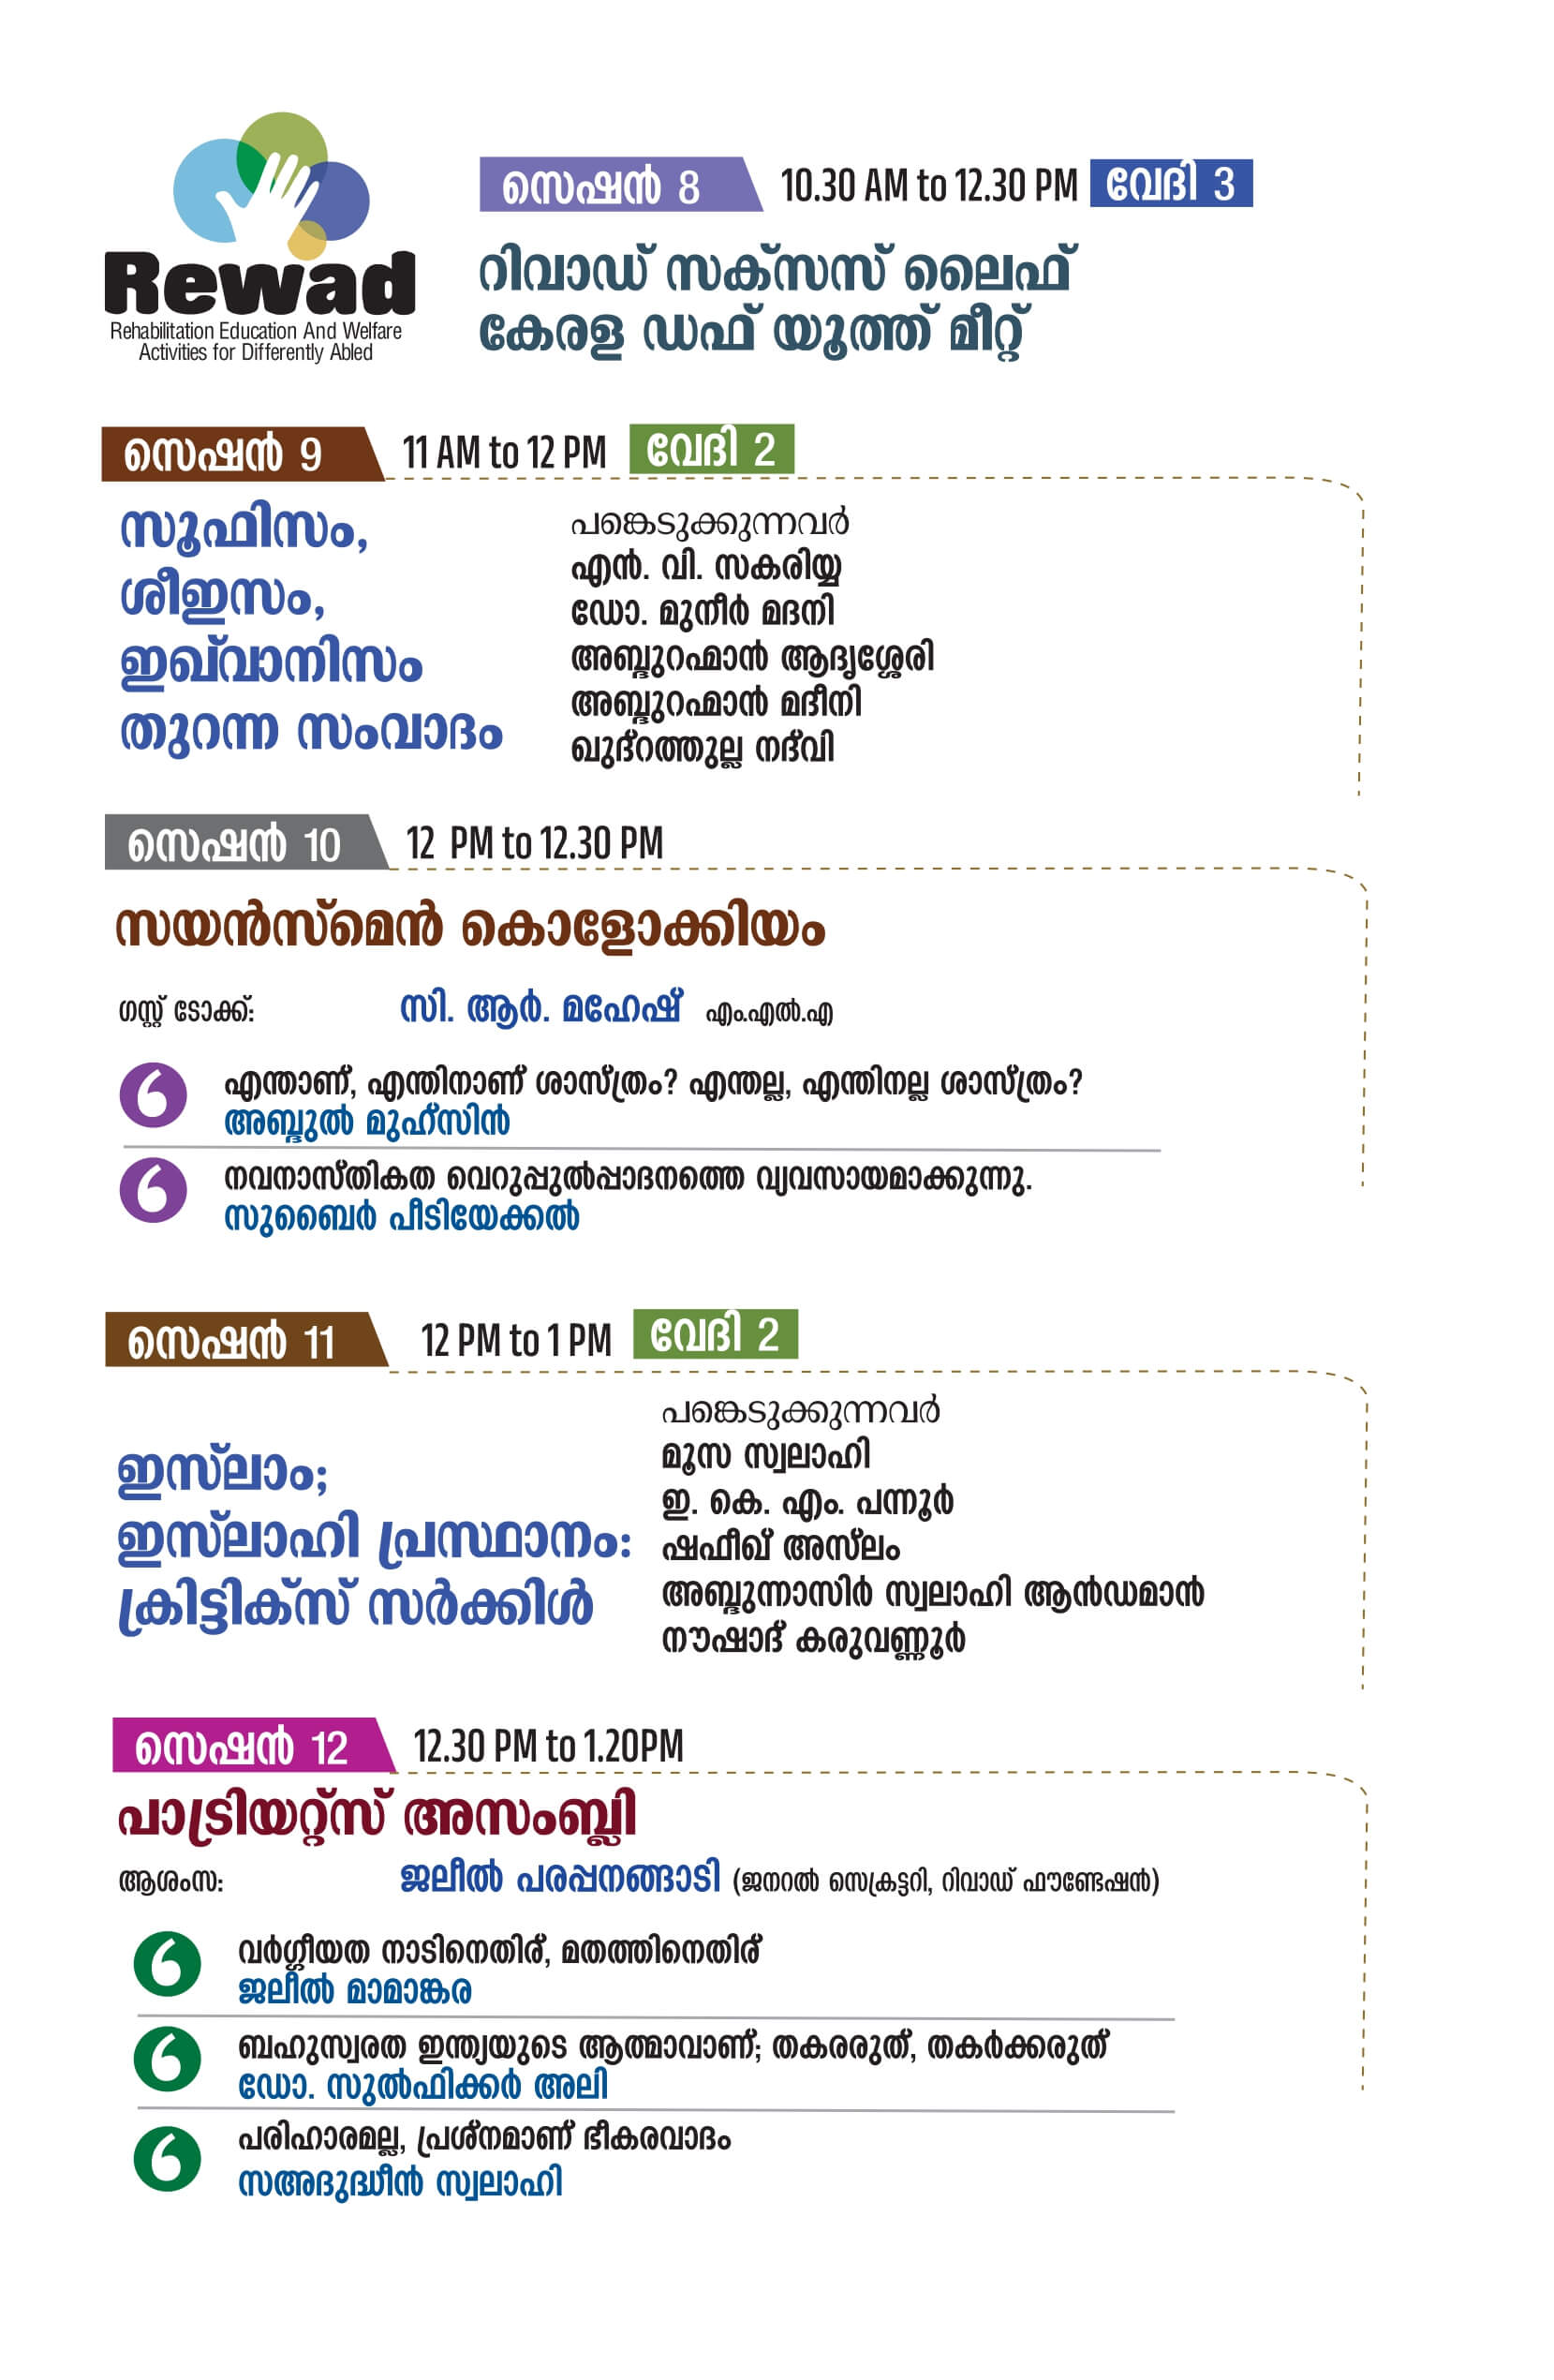 Rewad
Rehabilitation Education And Welfare
Activities for Differently Abled
സെഷൻ 8 10.30 AM to 12.30 PM വേദി 3
റിവാഡ് സക്സസ് ലൈഫ്
കേരള ഡഫ് യൂത്ത് മീറ്റ്
സെഷൻ 9 11 AM to 12 PM വേദി 2
സൂഫിസം,
ശീഇസം,
ഇഖ്‌വാനിസം
തുറന്ന സംവാദം
പങ്കെടുക്കുന്നവർ
എൻ. വി. സകരിയ്യ
ഡോ. മുനീർ മദനി
അബ്ദുറഹ്മാൻ ആദൃശ്ശേരി
അബ്ദുറഹ്മാൻ മദീനി
ഖുദ്റത്തുല്ല നദ്‌വി
സെഷൻ 10 12 PM to 12.30 PM
സയൻസ്മെൻ കൊളോക്കിയം
ഗസ്റ്റ് ടോക്ക്: സി. ആർ. മഹേഷ് എം.എൽ.എ
എന്താണ്, എന്തിനാണ് ശാസ്ത്രം? എന്തല്ല, എന്തിനല്ല ശാസ്ത്രം?
അബ്ദുൽ മുഹ്സിൻ
നവനാസ്തികത വെറുപ്പുൽപ്പാദനത്തെ വ്യവസായമാക്കുന്നു.
സുബൈർ പീടിയേക്കൽ
സെഷൻ 11 12 PM to 1 PM വേദി 2
ഇസ്‌ലാം;
ഇസ്‌ലാഹി പ്രസ്ഥാനം:
ക്രിട്ടിക്സ് സർക്കിൾ
പങ്കെടുക്കുന്നവർ
മൂസ സ്വലാഹി
ഇ. കെ. എം. പന്നൂർ
ഷഫീഖ് അസ്‌ലം
അബ്ദുന്നാസിർ സ്വലാഹി ആൻഡമാൻ
നൗഷാദ് കരുവണ്ണൂർ
സെഷൻ 12 12.30 PM to 1.20PM
പാട്രിയറ്റ്സ് അസംബ്ലി
ആശംസ: ജലീൽ പരപ്പനങ്ങാടി (ജനറൽ സെക്രട്ടറി, റിവാഡ് ഫൗണ്ടേഷൻ)
വർഗ്ഗീയത നാടിനെതിര്, മതത്തിനെതിര്
ജലീൽ മാമാങ്കര
ബഹുസ്വരത ഇന്ത്യയുടെ ആത്മാവാണ്; തകരരുത്, തകർക്കരുത്
ഡോ. സുൽഫിക്കർ അലി
പരിഹാരമല്ല, പ്രശ്നമാണ് ഭീകരവാദം
സഅദുദ്ധീൻ സ്വലാഹി